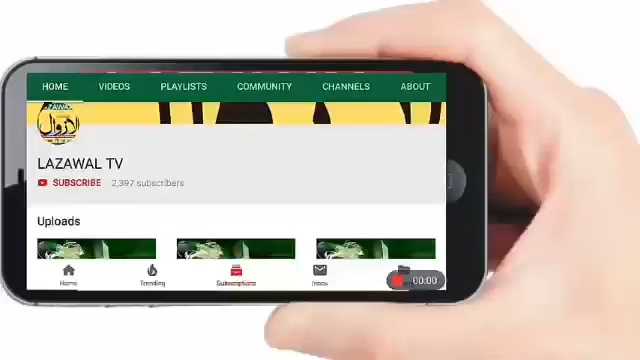 HOME VIDEOS PLAYLISTS COMMUNITY CHANNELS ABOUT
لازوال
LAZAWAL TV
SUBSCRIBE 2,397 subscribers
Uploads
Home Trending Subscriptions Inbox
00:00